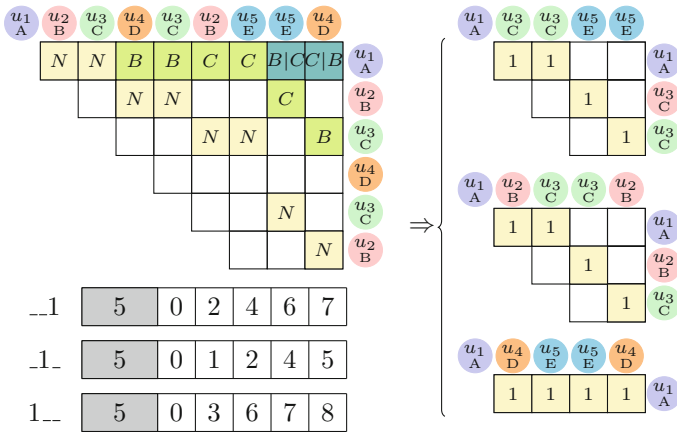 u₁ u₂ u₃ u₄ u₃ u₂ u₅ u₅ u₄
A B C D C B E E D
N N B B C C B|C C|B u₁ A
N N C u₂ B
N N B u₃ C
u₄ D
N u₃ C
N u₂ B
__1 5 0 2 4 6 7
_1_ 5 0 1 2 4 5
1__ 5 0 3 6 7 8
⇒
u₁ u₃ u₃ u₅ u₅
A C C E E
1 1 u₁ A
1 u₃ C
1 u₃ C
u₁ u₂ u₃ u₃ u₂
A B C C B
1 1 u₁ A
1 u₂ B
1 u₃ C
u₁ u₄ u₅ u₅ u₄
A D E E D
1 1 1 1 u₁ A